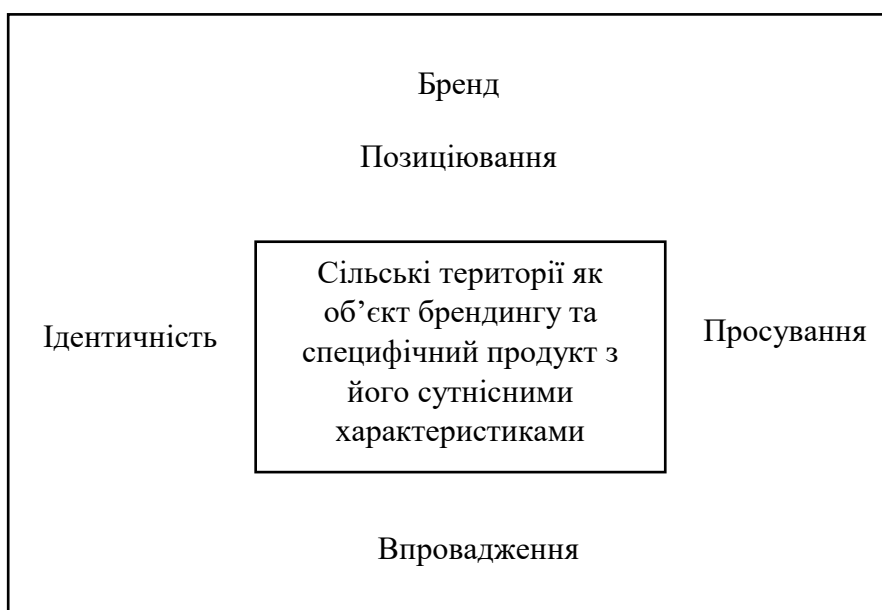 Бренд
Позиціювання
Ідентичність
Сільські території як
об’єкт брендингу та
специфічний продукт з
його сутнісними
характеристиками
Просування
Впровадження